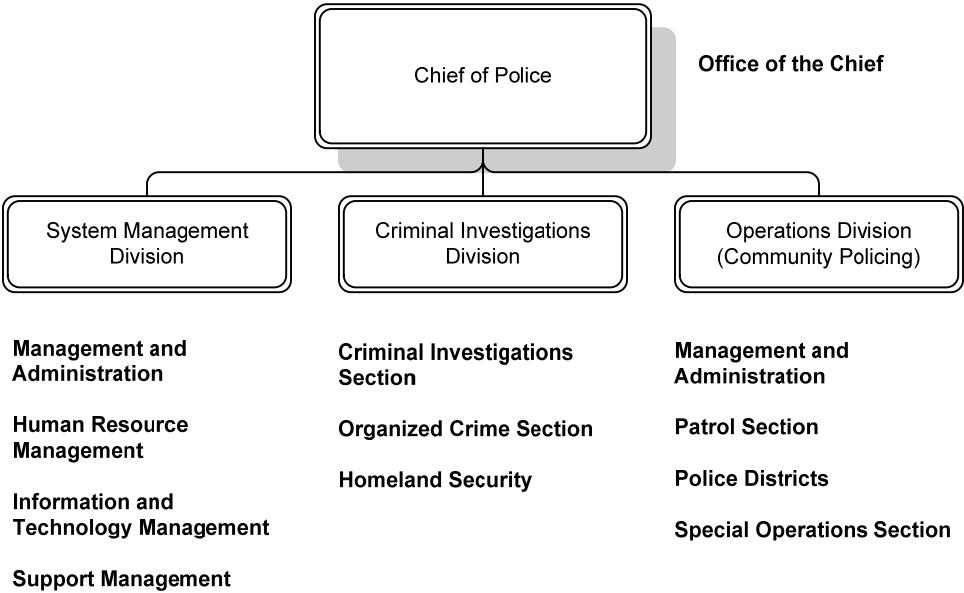 Chief of Police
Office of the Chief
System Management
Division
Criminal Investigations
Division
Operations Division
(Community Policing)
Management and
Administration
Human Resource
Management
Information and
Technology Management
Support Management
Criminal Investigations
Section
Organized Crime Section
Homeland Security
Management and
Administration
Patrol Section
Police Districts
Special Operations Section